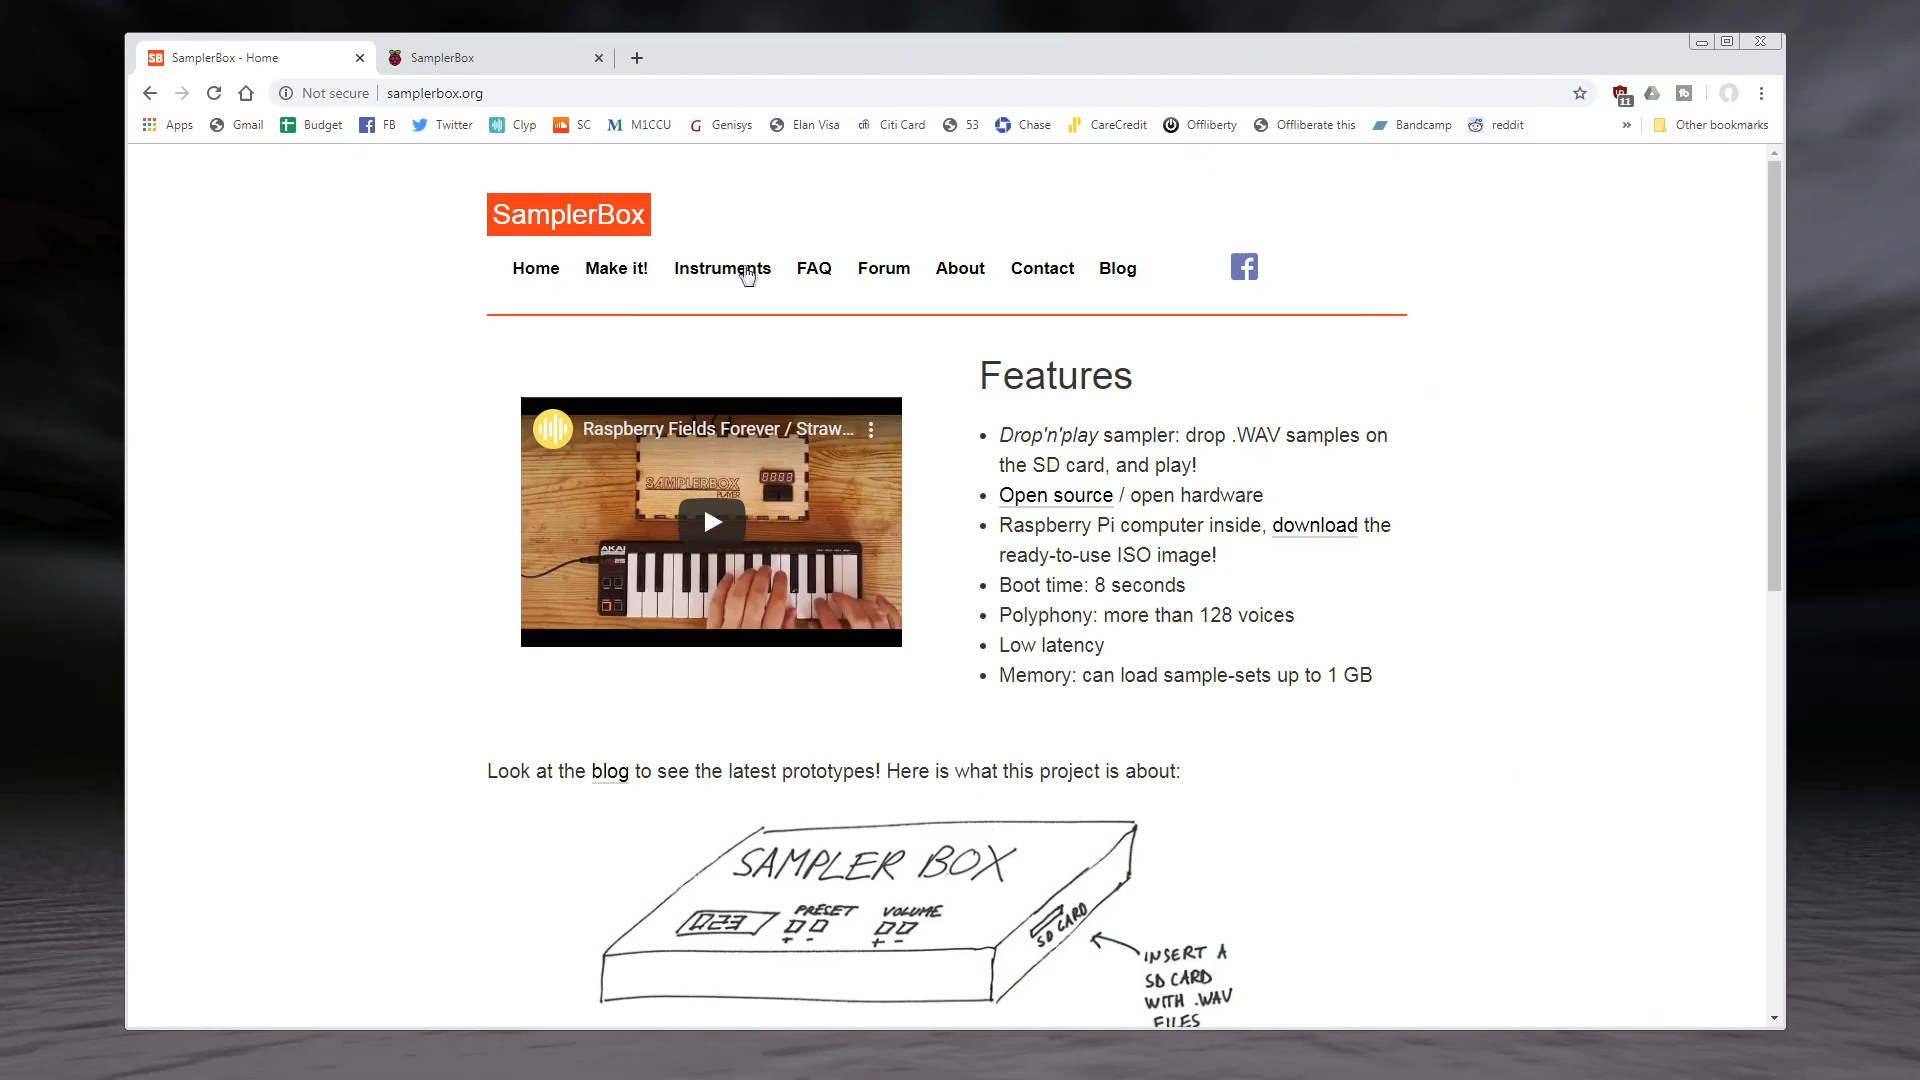 SamplerBox - Home
SamplerBox
Not secure
samplerbox.org
11
Apps
Gmail
Budget
FB
Twitter
Clyp
SC
M1CCU
Genisys
Elan Visa
Citi Card
53
Chase
CareCredit
Offliberty
Offliberate this
Bandcamp
reddit
»
Other bookmarks
SamplerBox
Home
Make it!
Instruments
FAQ
Forum
About
Contact
Blog
Raspberry Fields Forever / Straw...
SAMPLERBOX
PLAYER
AKAI
Features
• Drop'n'play sampler: drop .WAV samples on
the SD card, and play!
• Open source / open hardware
• Raspberry Pi computer inside, download the
ready-to-use ISO image!
• Boot time: 8 seconds
• Polyphony: more than 128 voices
• Low latency
• Memory: can load sample-sets up to 1 GB
Look at the blog to see the latest prototypes! Here is what this project is about:
SAMPLER BOX
023
PRESET
+ -
VOLUME
+ -
SD CARD
INSERT A
SD CARD
WITH .WAV
FILES